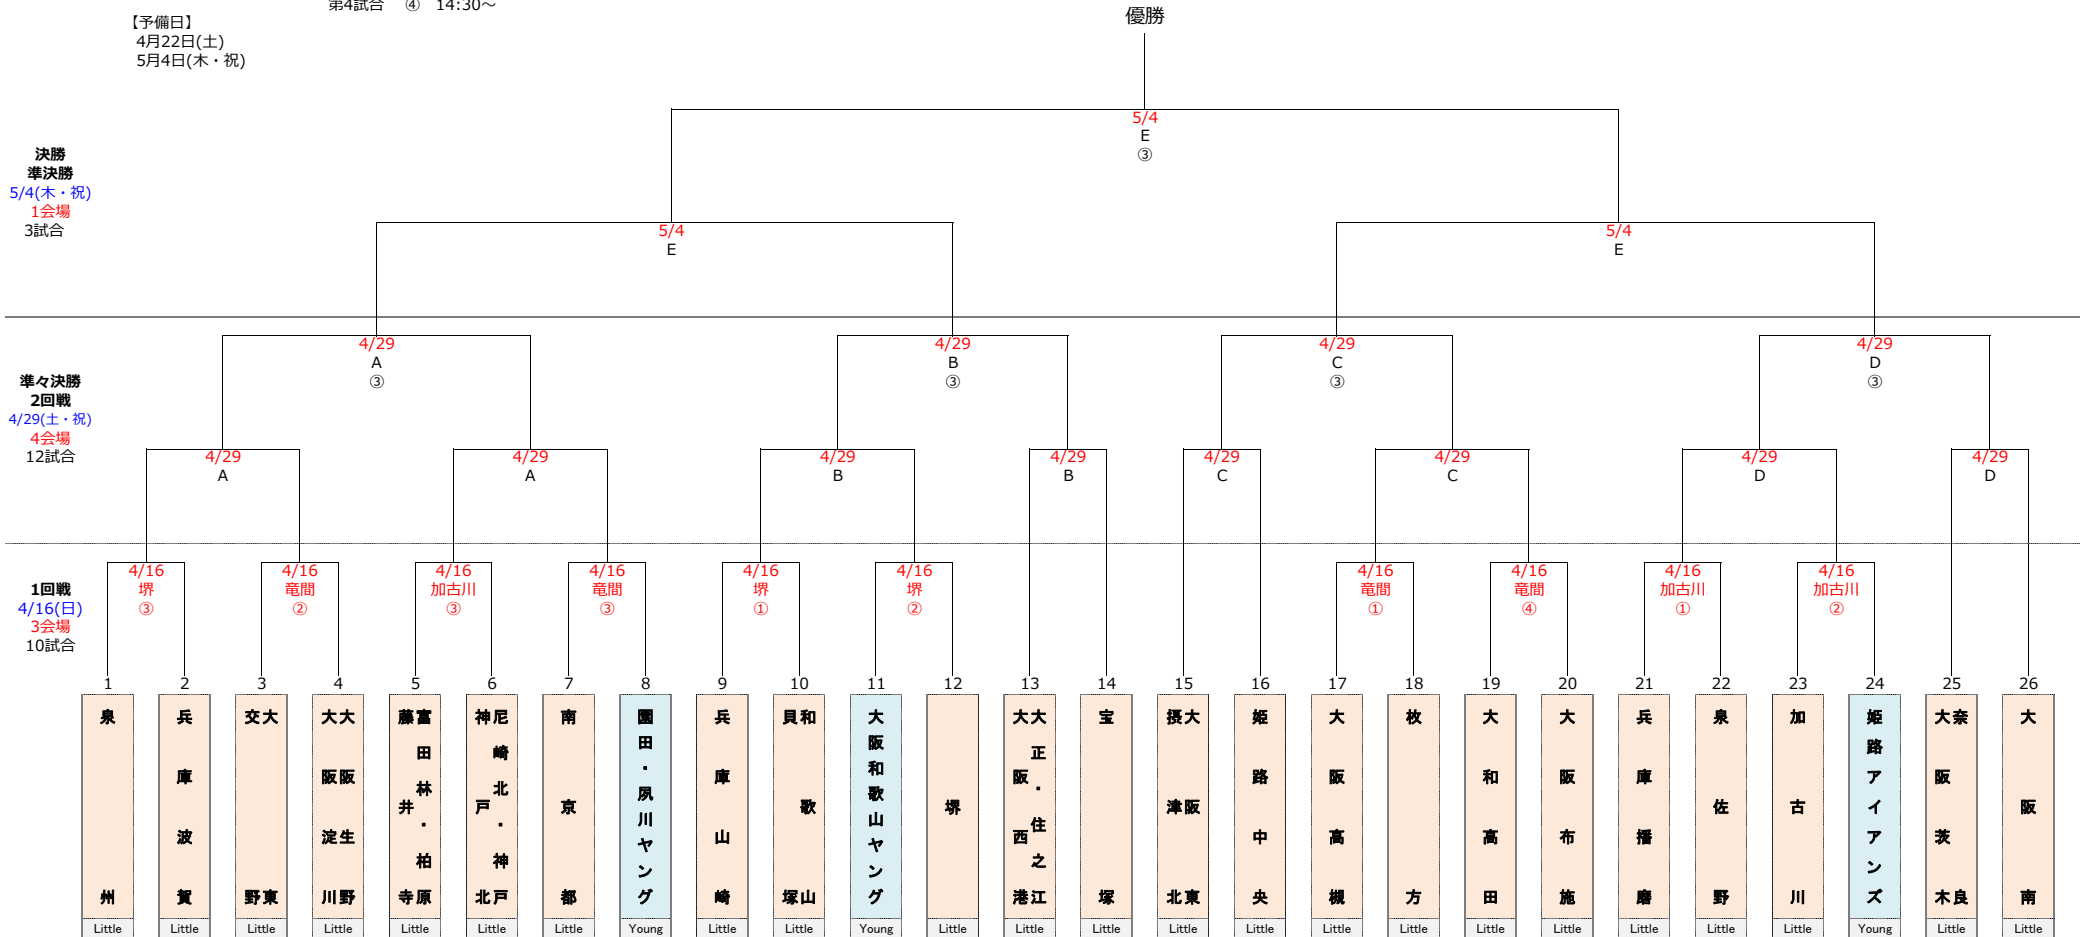 第4試合 ④ 14:30～
【予備日】
4月22日(土)
5月4日(木・祝)
優勝
5/4
E
③
決勝
準決勝
5/4(木・祝)
1会場
3試合
5/4
E
5/4
E
4/29
A
③
4/29
B
③
4/29
C
③
4/29
D
③
準々決勝
2回戦
4/29(土・祝)
4会場
12試合
4/29
A
4/29
A
4/29
B
4/29
B
4/29
C
4/29
C
4/29
D
4/29
D
1回戦
4/16(日)
3会場
10試合
4/16
堺
③
4/16
竜間
②
4/16
加古川
③
4/16
竜間
③
4/16
堺
①
4/16
堺
②
4/16
竜間
①
4/16
竜間
④
4/16
加古川
①
4/16
加古川
②
1
泉州
Little
2
兵庫波賀
Little
3
大東
交野
Little
4
大阪生野
大阪淀川
Little
5
富田林・柏原
藤井寺
Little
6
尼崎北・神戸
神戸北
Little
7
南京都
Little
8
園田・夙川ヤング
Young
9
兵庫山崎
Little
10
和歌山
貝塚
Little
11
大阪和歌山ヤング
Young
12
堺
Little
13
大正・住之江
大阪西港
Little
14
宝塚
Little
15
大阪東
摂津北
Little
16
姫路中央
Little
17
大阪高槻
Little
18
枚方
Little
19
大和高田
Little
20
大阪布施
Little
21
兵庫播磨
Little
22
泉佐野
Little
23
加古川
Little
24
姫路アイアンズ
Young
25
奈良
大阪茨木
Little
26
大阪南
Little